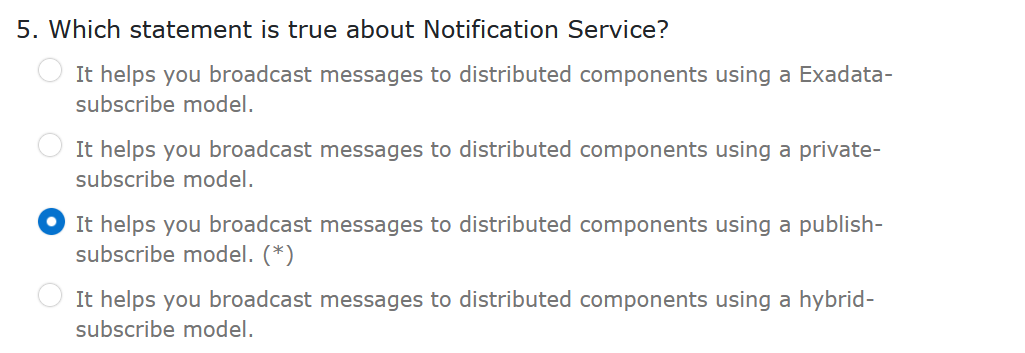 5. Which statement is true about Notification Service?
It helps you broadcast messages to distributed components using a Exadata-
subscribe model.
It helps you broadcast messages to distributed components using a private-
subscribe model.
It helps you broadcast messages to distributed components using a publish-
subscribe model. (*)
It helps you broadcast messages to distributed components using a hybrid-
subscribe model.